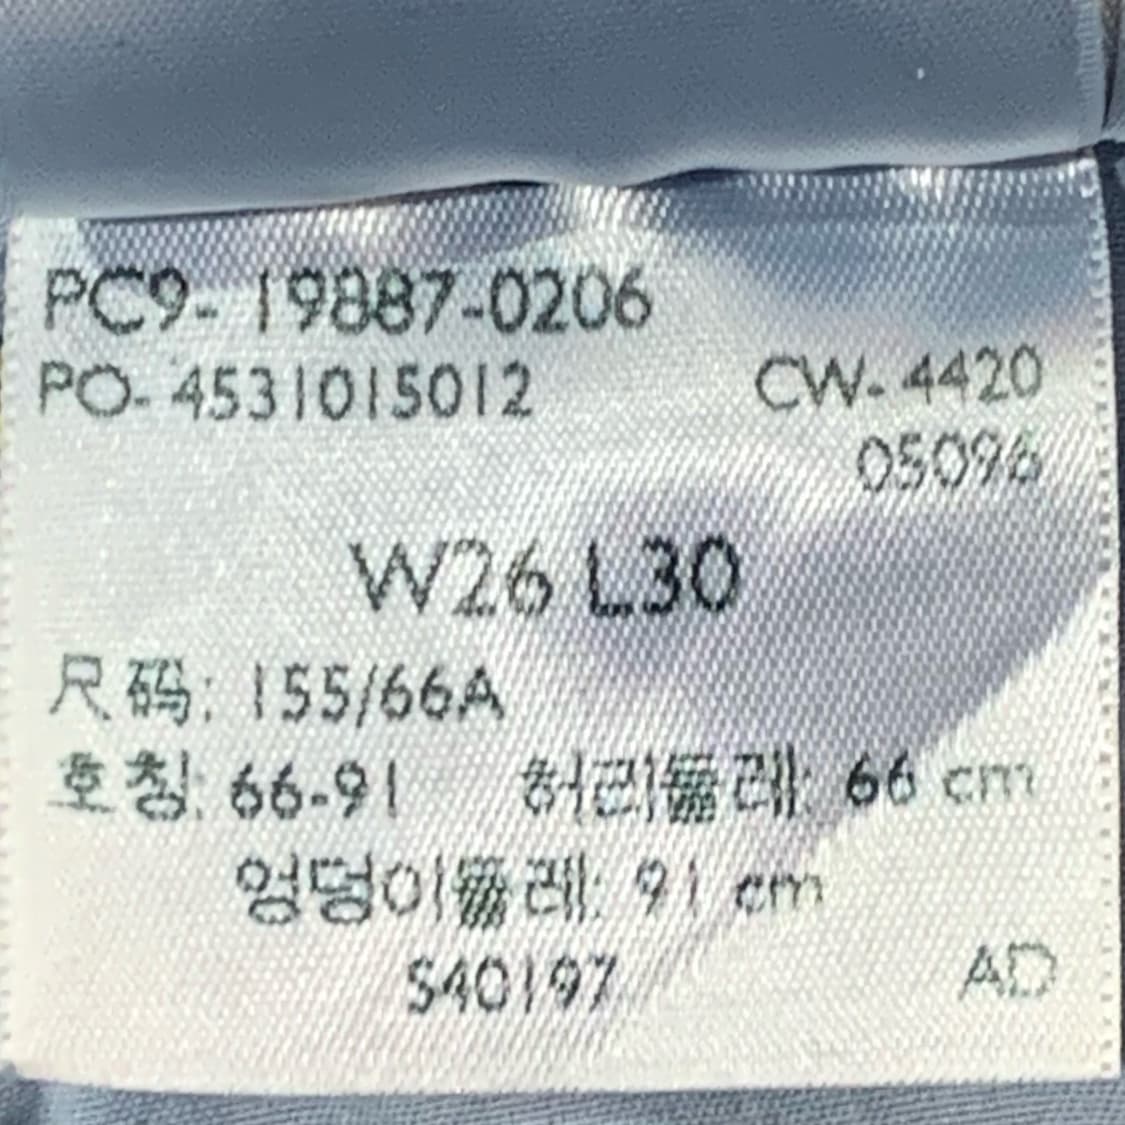 PC9- 19887-0206
PO- 4531015012 CW- 4420
05096
W26 L30
尺码: 155/66A
호칭: 66-91 허리둘레: 66 cm
엉덩이둘레: 91 cm
S40197 AD